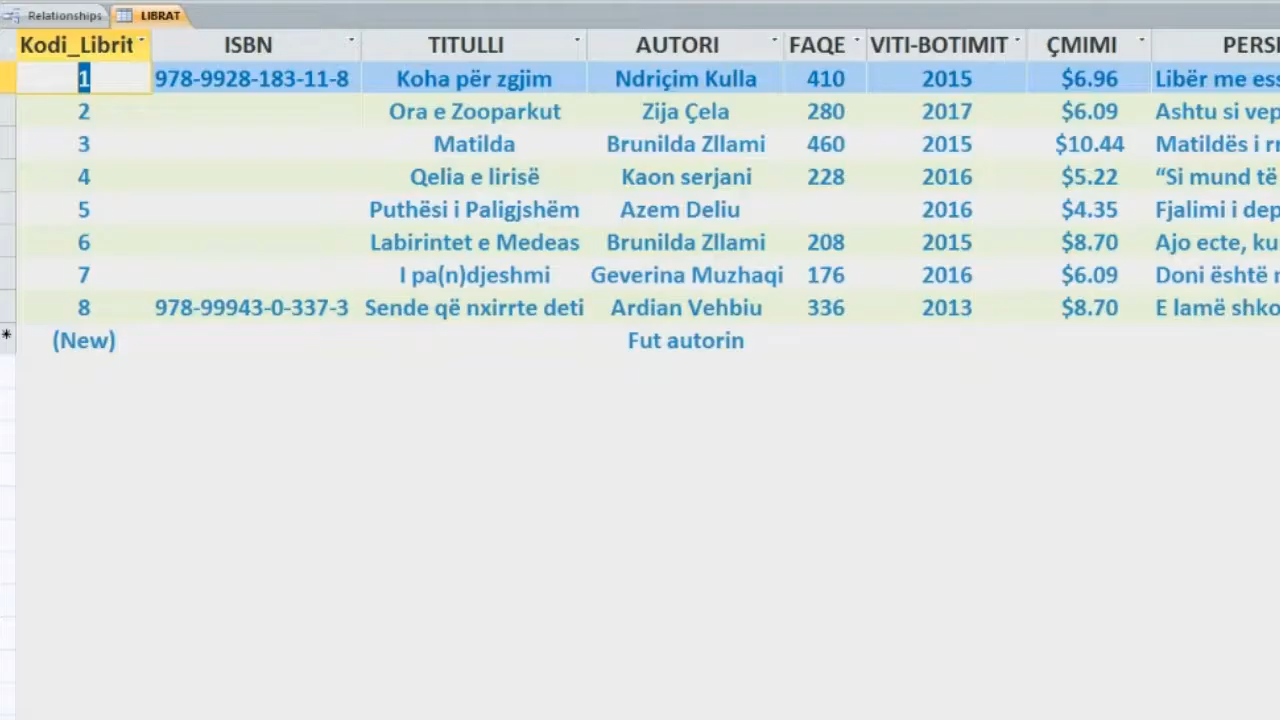 Relationships LIBRAT
Kodi_Librit ISBN TITULLI AUTORI FAQE VITI-BOTIMIT ÇMIMI PERSI
1 978-9928-183-11-8 Koha për zgjim Ndriçim Kulla 410 2015 $6.96 Libër me ess
2 Ora e Zooparkut Zija Çela 280 2017 $6.09 Ashtu si vep
3 Matilda Brunilda Zllami 460 2015 $10.44 Matildës i rr
4 Qelia e lirisë Kaon serjani 228 2016 $5.22 “Si mund të
5 Puthësi i Paligjshëm Azem Deliu 2016 $4.35 Fjalimi i dep
6 Labirintet e Medeas Brunilda Zllami 208 2015 $8.70 Ajo ecte, ku
7 I pa(n)djeshmi Geverina Muzhaqi 176 2016 $6.09 Doni është
8 978-99943-0-337-3 Sende që nxirrte deti Ardian Vehbiu 336 2013 $8.70 E lamë shko
* (New) Fut autorin